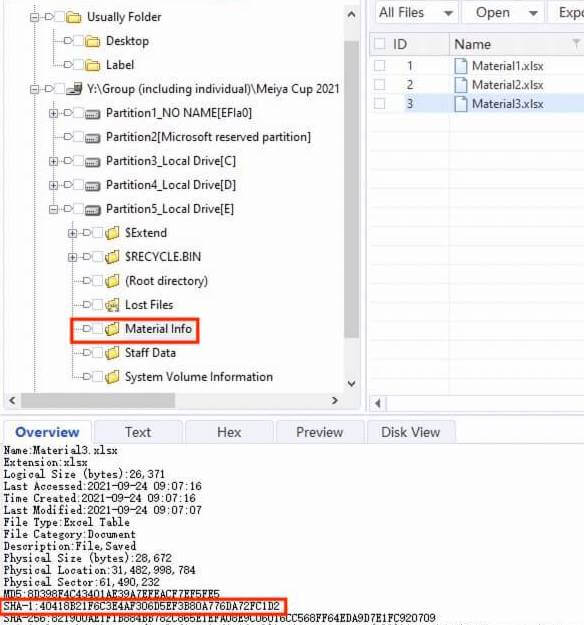 Usually Folder
Desktop
Label
Y:\Group (including individual)\Meiya Cup 2021
Partition1_NO NAME[EFIa0]
Partition2[Microsoft reserved partition]
Partition3_Local Drive[C]
Partition4_Local Drive[D]
Partition5_Local Drive[E]
$Extend
$RECYCLE.BIN
(Root directory)
Lost Files
Material Info
Staff Data
System Volume Information
All Files Open Expo
ID Name
1 Material1.xlsx
2 Material2.xlsx
3 Material3.xlsx
Overview Text Hex Preview Disk View
Name:Material3.xlsx
Extension:xlsx
Logical Size (bytes):26,371
Last Accessed:2021-09-24 09:07:16
Time Created:2021-09-24 09:07:16
Last Modified:2021-09-24 09:07:07
File Type:Excel Table
File Category:Document
Description:File,Saved
Physical Size (bytes):28,672
Physical Location:31,482,998,784
Physical Sector:61,490,232
MD5:8D398F4C43401AE39A7EFEACF7EF5FE5
SHA-1:40418B21F6C3E4AF306D5EF3B80A776DA72FC1D2